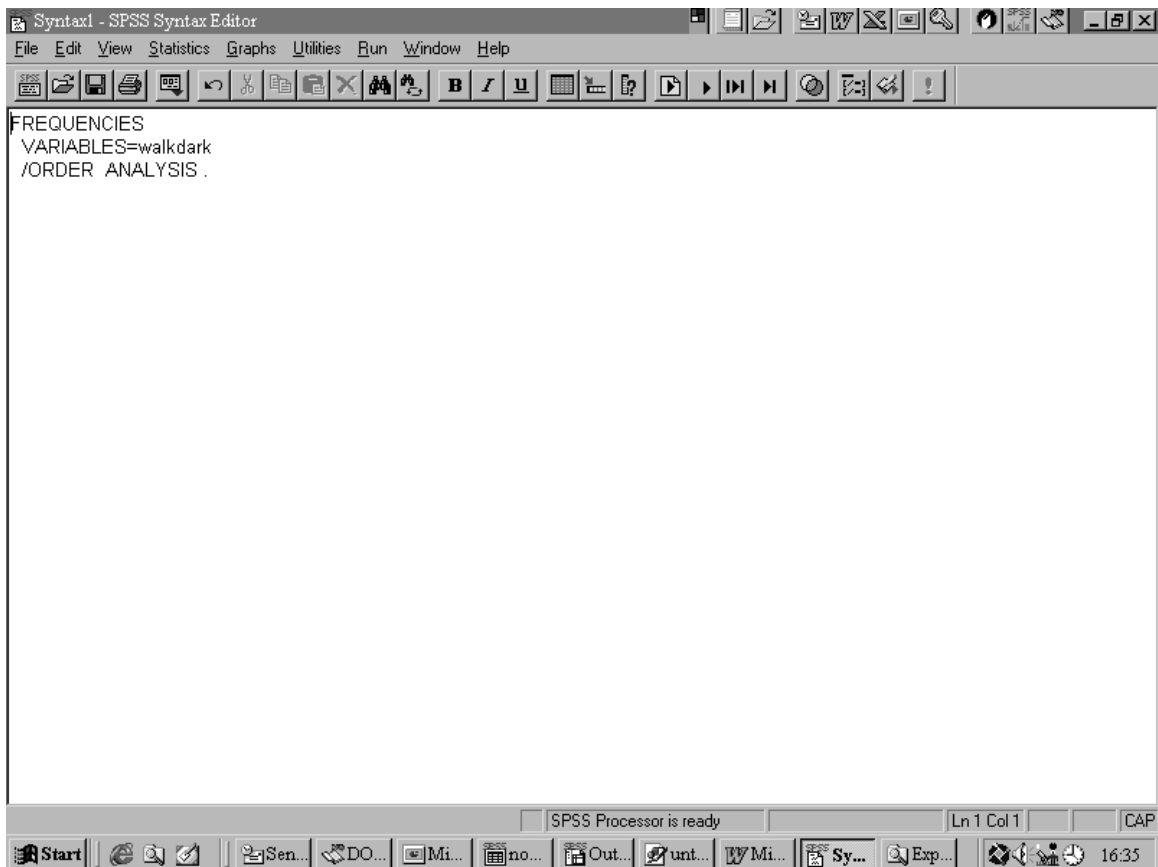 Syntax1 - SPSS Syntax Editor
File Edit View Statistics Graphs Utilities Run Window Help
B I u
FREQUENCIES
VARIABLES=walkdark
/ORDER ANALYSIS .
SPSS Processor is ready Ln 1 Col 1 CAP
Start Sen... DO... Mi... no... Out... unt... Mi... Sy... Exp... 16:35